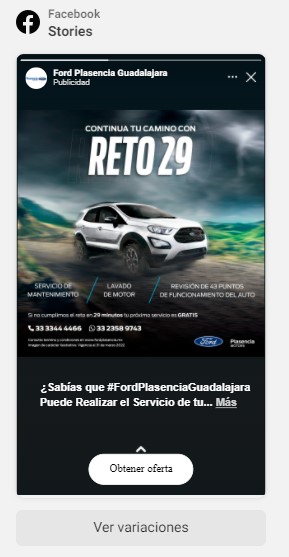 Facebook
Stories
Ford Plasencia Guadalajara
Publicidad
CONTINÚA TU CAMINO CON
RETO 29
SERVICIO DE
MANTENIMIENTO
LAVADO
DE MOTOR
REVISIÓN DE 43 PUNTOS
DE FUNCIONAMIENTO DEL AUTO
Si no cumplimos el reto en 29 minutos tu próximo servicio es GRATIS
33 3344 4466 33 2358 9743
Ford
Plasencia
MOTORS
¿Sabías que #FordPlasenciaGuadalajara
Puede Realizar el Servicio de tu... Más
Obtener oferta
Ver variaciones